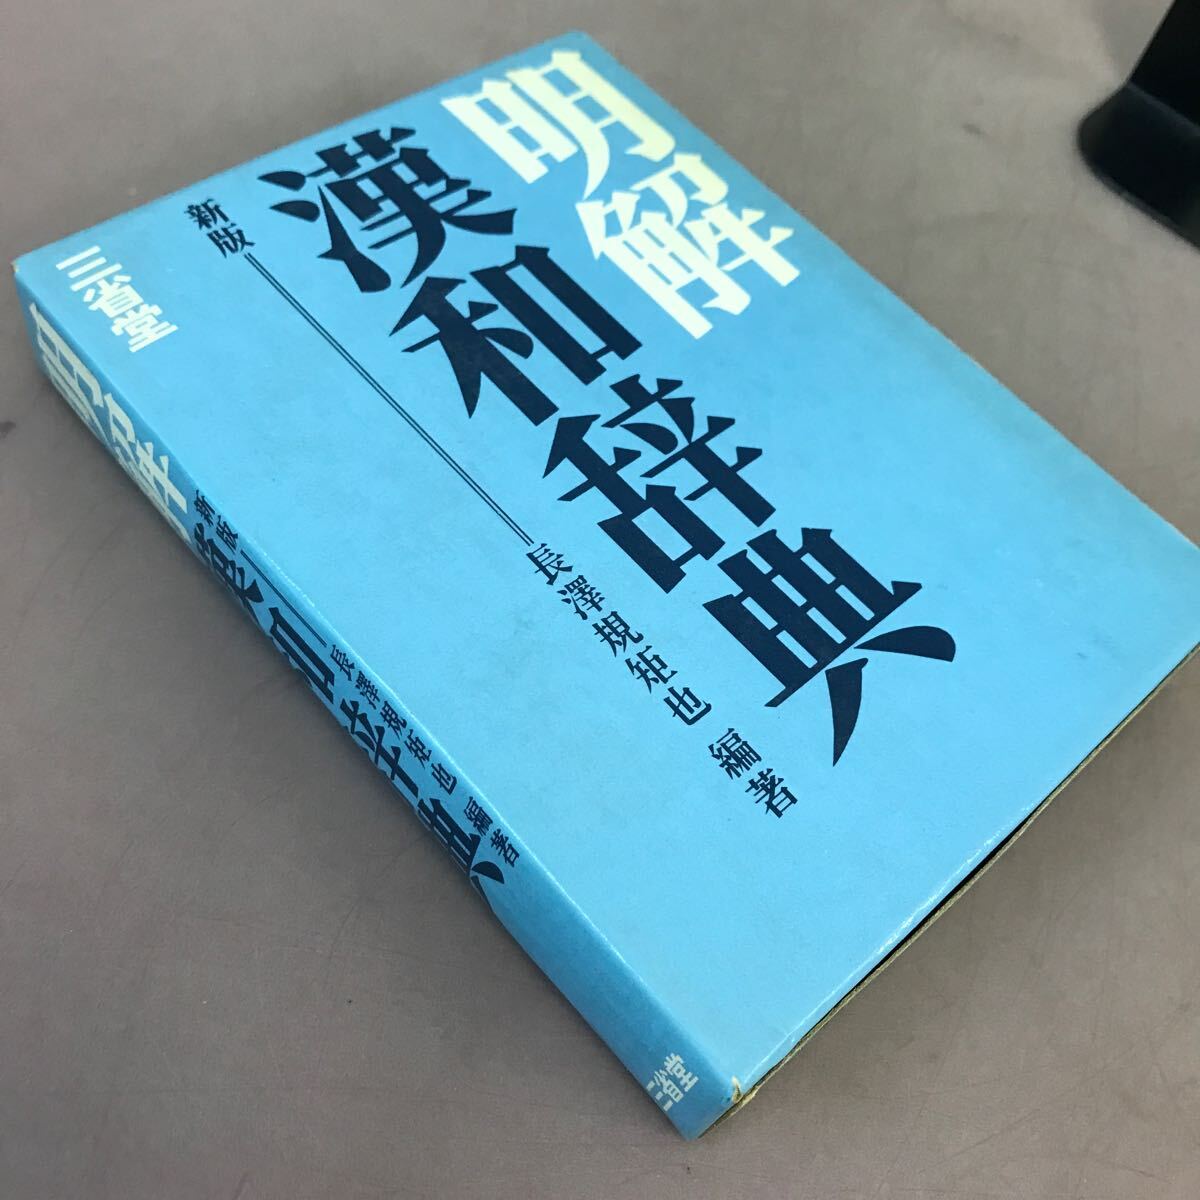 明解
漢和辞典
新版
長澤規矩也 編著
三省堂
明解
漢和辞典
新版
長澤規矩也 編著
三省堂